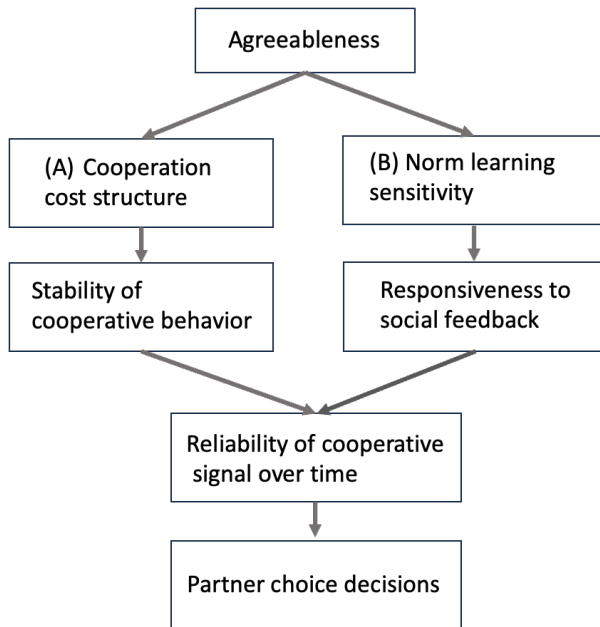 Agreeableness
(A) Cooperation
cost structure
(B) Norm learning
sensitivity
Stability of
cooperative behavior
Responsiveness to
social feedback
Reliability of cooperative
signal over time
Partner choice decisions